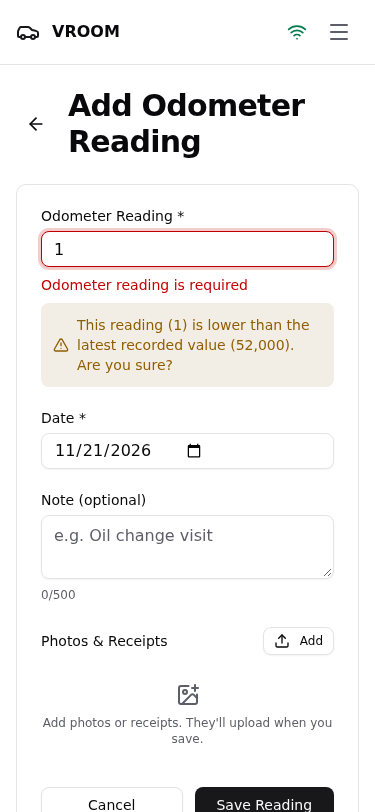 VROOM
Add Odometer
Reading
Odometer Reading *
1
Odometer reading is required
This reading (1) is lower than the
latest recorded value (52,000).
Are you sure?
Date *
11/21/2026
Note (optional)
e.g. Oil change visit
0/500
Photos & Receipts
Add
Add photos or receipts. They'll upload when you
save.
Cancel
Save Reading